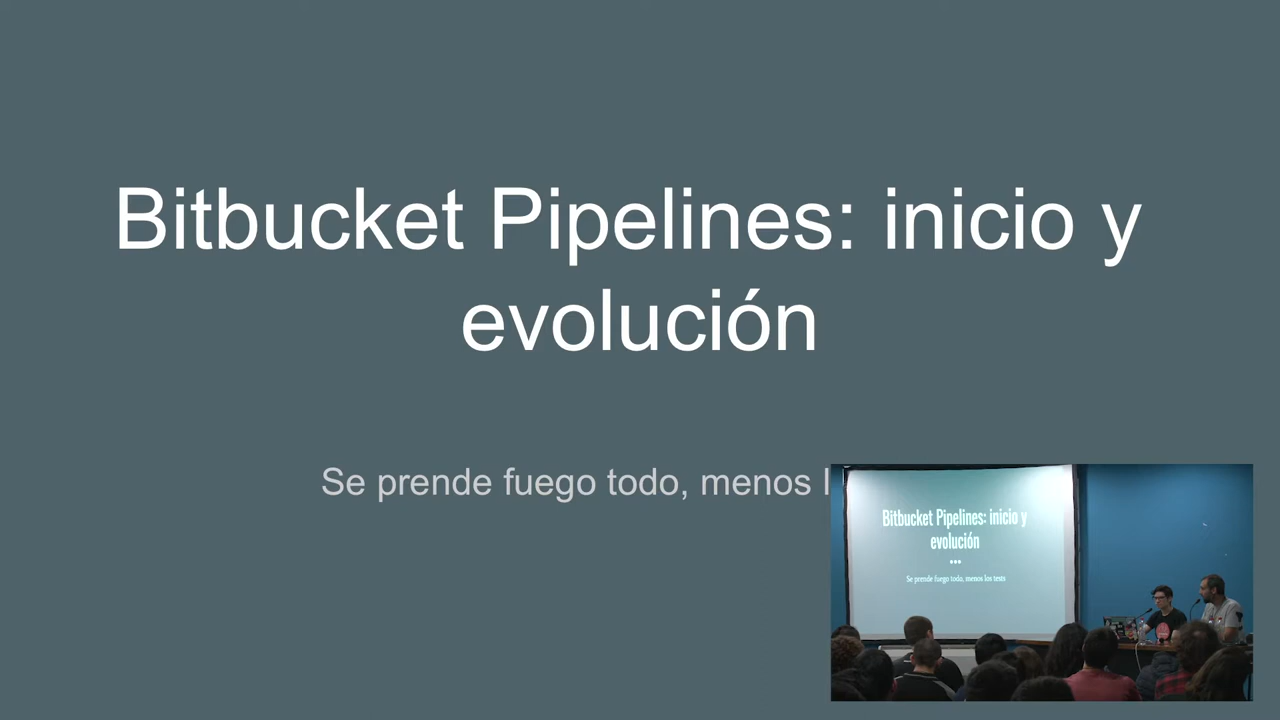 Bitbucket Pipelines: inicio y
evolución
Se prende fuego todo, menos l
Bitbucket Pipelines: inicio y
evolución
Se prende fuego todo, menos los tests